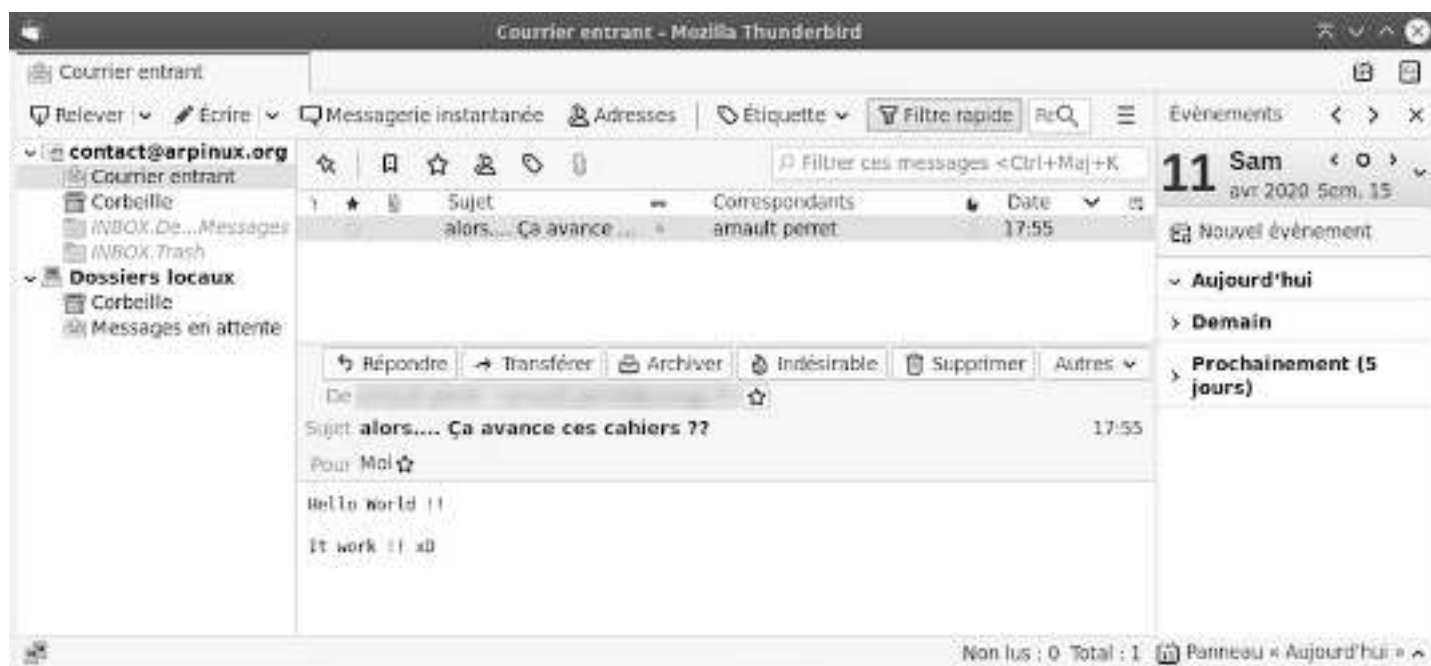 Courrier entrant - Mozilla Thunderbird
Courrier entrant
Relever Écrire Messagerie instantanée Adresses Étiquette Filtre rapide Re
Évènements
contact@arpinux.org
Courrier entrant
Corbeille
INBOX.De...Messages
INBOX.Trash
Dossiers locaux
Corbeille
Messages en attente
Filtrer ces messages <Ctrl+Maj+K
Sujet Correspondants Date
alors.... Ça avance ... arnault perret 17:55
Répondre Transférer Archiver Indésirable Supprimer Autres
De
Sujet alors.... Ça avance ces cahiers ?? 17:55
Pour Moi
Hello World !!
It work !! xD
11 Sam
avr 2020 Sem. 15
Nouvel évènement
Aujourd'hui
Demain
Prochainement (5
jours)
Non lus : 0 Total : 1 Panneau « Aujourd'hui »